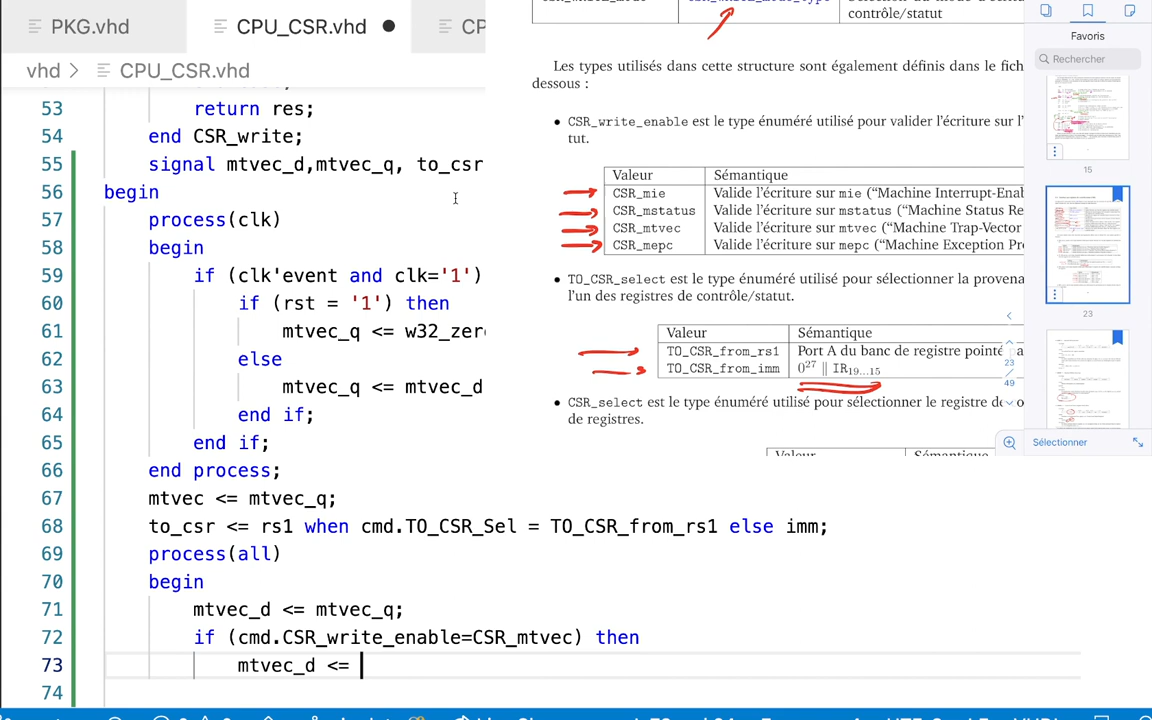 PKG.vhd
CPU_CSR.vhd
CP
vhd > CPU_CSR.vhd
53 return res;
54 end CSR_write;
55 signal mtvec_d,mtvec_q, to_csr
56 begin
57 process(clk)
58 begin
59 if (clk'event and clk='1')
60 if (rst = '1') then
61 mtvec_q <= w32_zero
62 else
63 mtvec_q <= mtvec_d
64 end if;
65 end if;
66 end process;
67 mtvec <= mtvec_q;
68 to_csr <= rs1 when cmd.TO_CSR_Sel = TO_CSR_from_rs1 else imm;
69 process(all)
70 begin
71 mtvec_d <= mtvec_q;
72 if (cmd.CSR_write_enable=CSR_mtvec) then
73 mtvec_d <=
74
contrôle/statut
Les types utilisés dans cette structure sont également définis dans le fich
dessous :
• CSR_write_enable est le type énuméré utilisé pour valider l'écriture sur l'
tut.
Valeur Sémantique
CSR_mie Valide l'écriture sur mie ("Machine Interrupt-Enab
CSR_mstatus Valide l'écriture sur mstatus ("Machine Status Re
CSR_mtvec Valide l'écriture sur mtvec ("Machine Trap-Vector
CSR_mepc Valide l'écriture sur mepc ("Machine Exception Pr
• TO_CSR_select est le type énuméré utilisé pour sélectionner la provena
l'un des registres de contrôle/statut.
Valeur Sémantique
TO_CSR_from_rs1 Port A du banc de registre pointé pa
TO_CSR_from_imm 0²⁷ ∥ IR₁₉…₁₅
• CSR_select est le type énuméré utilisé pour sélectionner le registre de
de registres.
Valeur Sémantique
Favoris
Rechercher
15
23
23
/
49
Sélectionner